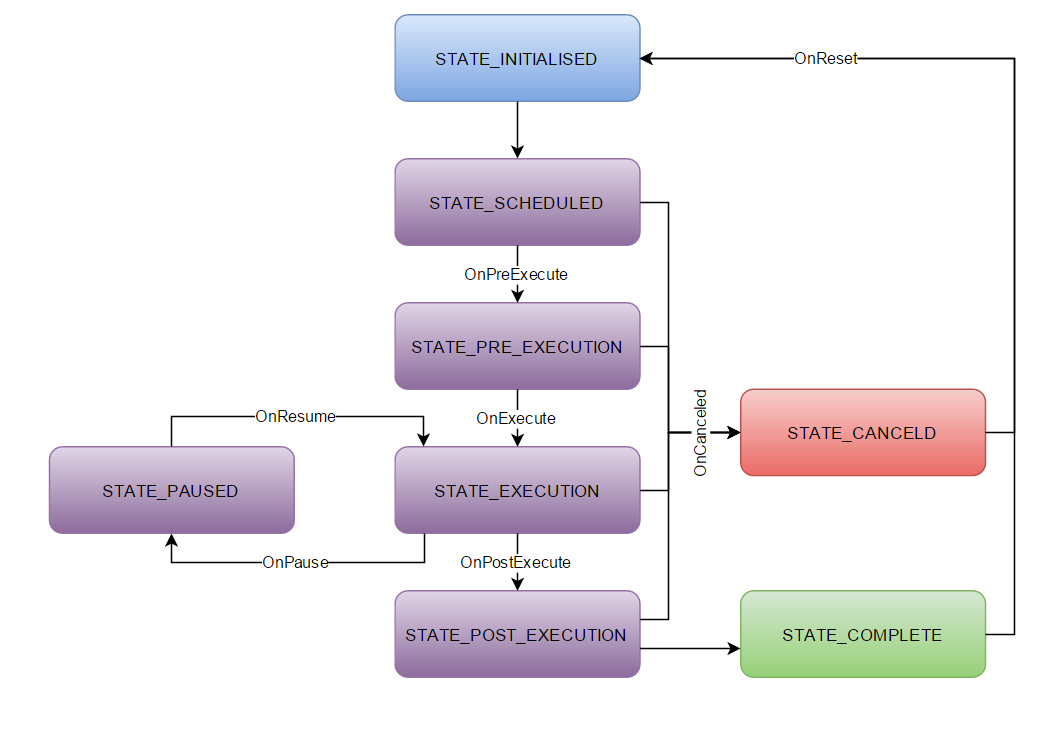 STATE_INITIALISED
OnReset
STATE_SCHEDULED
OnPreExecute
STATE_PRE_EXECUTION
OnResume
OnExecute
OnCanceled
STATE_CANCELD
STATE_PAUSED
STATE_EXECUTION
OnPause
OnPostExecute
STATE_POST_EXECUTION
STATE_COMPLETE